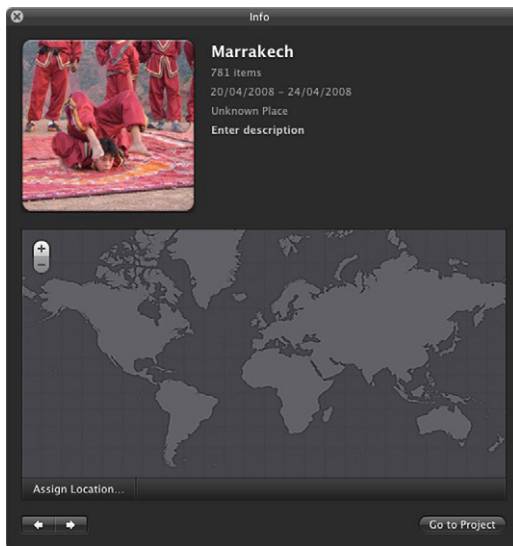 Info
Marrakech
781 items
20/04/2008 – 24/04/2008
Unknown Place
Enter description
Assign Location...
Go to Project